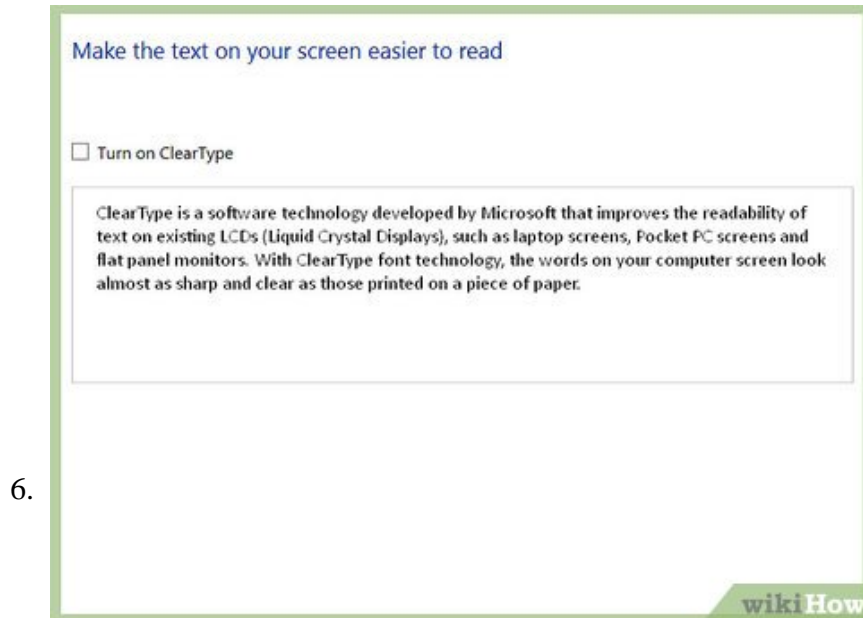 Make the text on your screen easier to read
Turn on ClearType
ClearType is a software technology developed by Microsoft that improves the readability of
text on existing LCDs (Liquid Crystal Displays), such as laptop screens, Pocket PC screens and
flat panel monitors. With ClearType font technology, the words on your computer screen look
almost as sharp and clear as those printed on a piece of paper.
6.
wikiHow